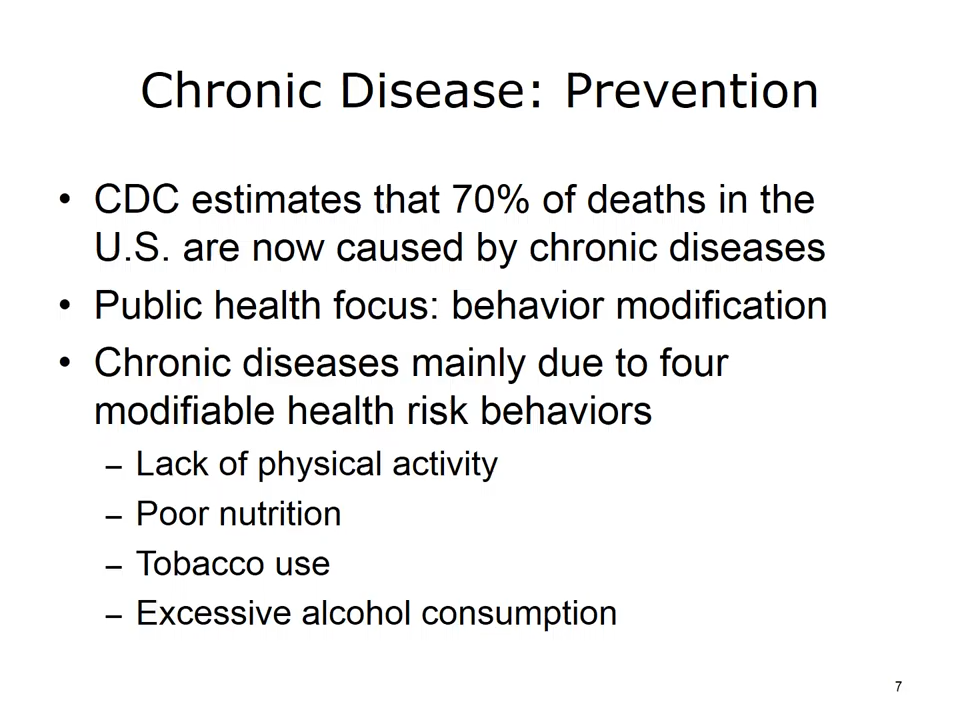 Chronic Disease: Prevention
• CDC estimates that 70% of deaths in the
U.S. are now caused by chronic diseases
• Public health focus: behavior modification
• Chronic diseases mainly due to four
modifiable health risk behaviors
– Lack of physical activity
– Poor nutrition
– Tobacco use
– Excessive alcohol consumption
7